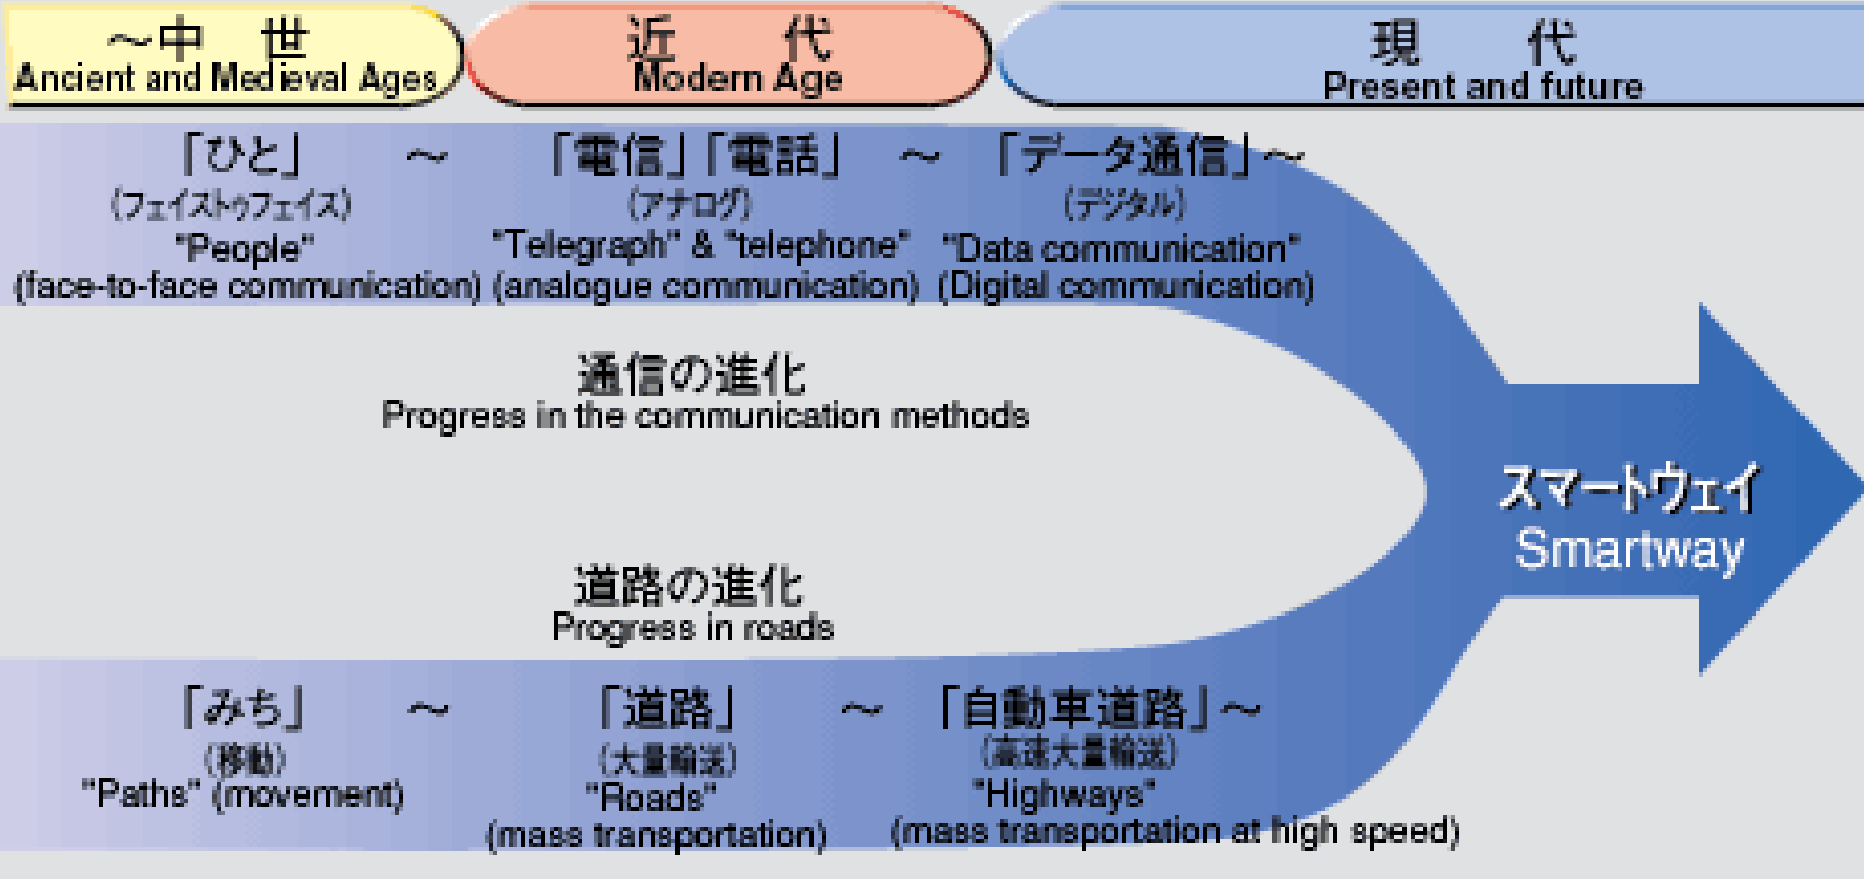 ~中 世
Ancient and Medieval Ages
近 代
Modern Age
現 代
Present and future
「ひと」 ~ 「電信」「電話」 ~ 「データ通信」~
(フェイストゥフェイス) (アナログ) (デジタル)
"People" "Telegraph" & "telephone" "Data communication"
(face-to-face communication) (analogue communication) (Digital communication)
通信の進化
Progress in the communication methods
スマートウェイ
Smartway
道路の進化
Progress in roads
「みち」 ~ 「道路」 ~ 「自動車道路」~
(移動) (大量輸送) (高速大量輸送)
"Paths" (movement) "Roads" "Highways"
(mass transportation) (mass transportation at high speed)